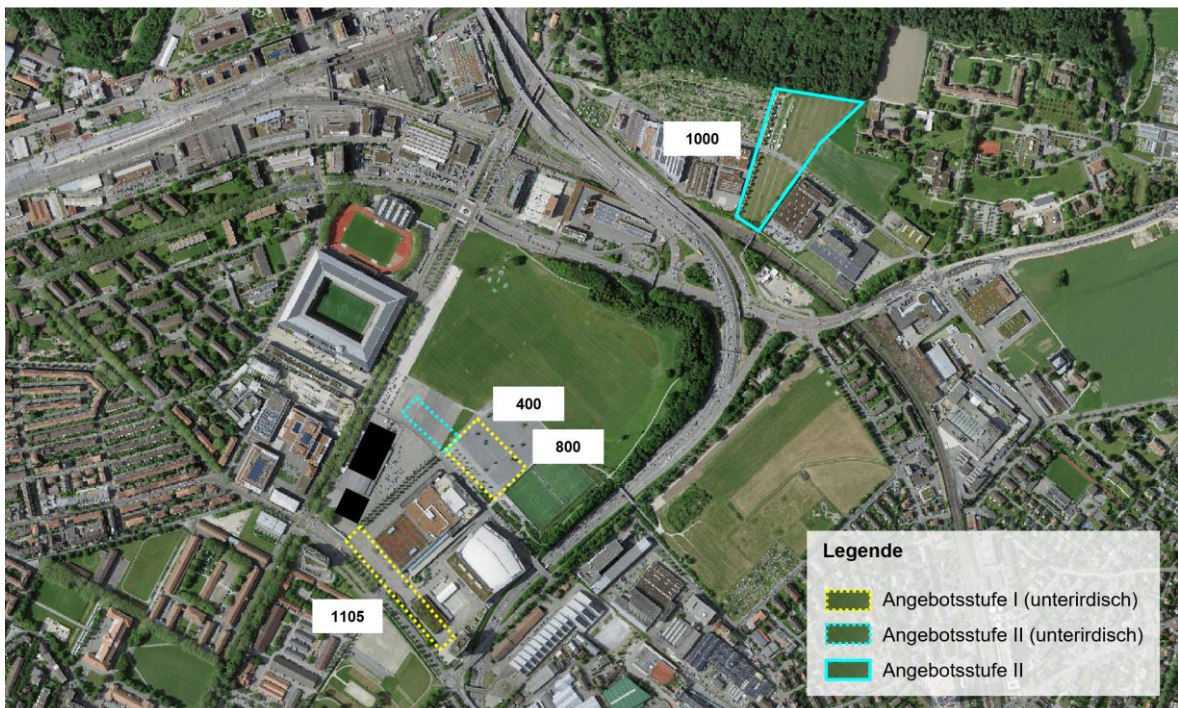 1000
400
800
1105
Legende
Angebotsstufe I (unterirdisch)
Angebotsstufe II (unterirdisch)
Angebotsstufe II